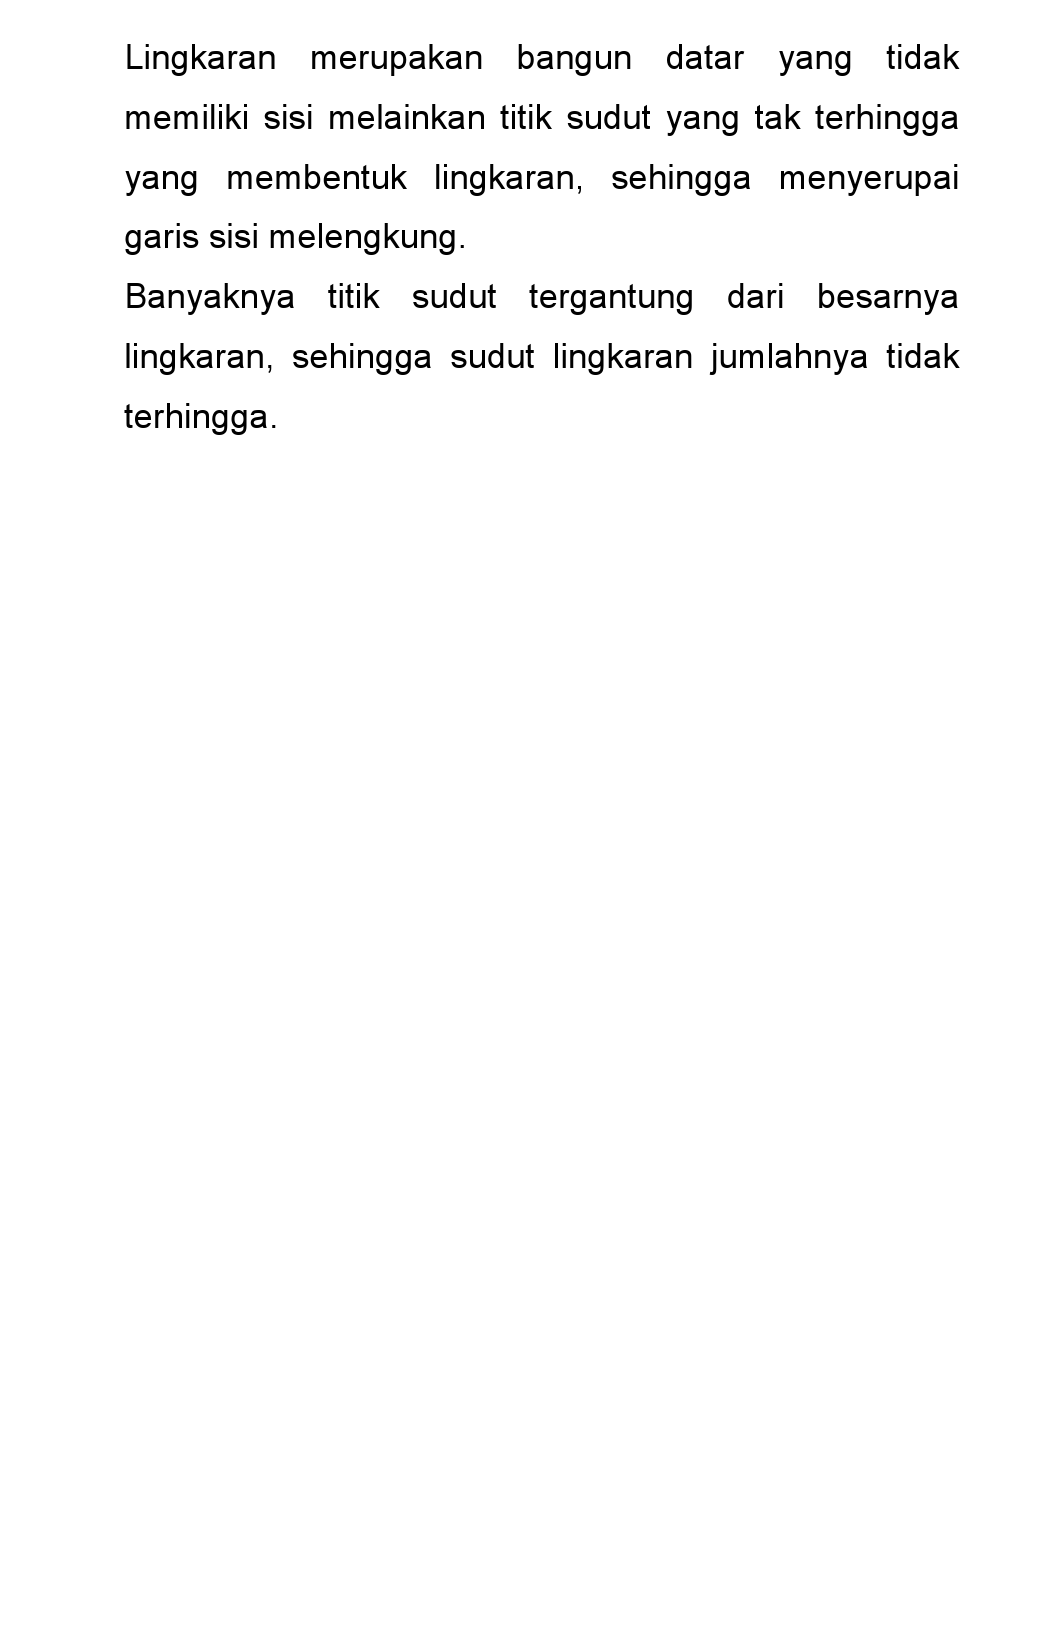 Lingkaran merupakan bangun datar yang tidak
memiliki sisi melainkan titik sudut yang tak terhingga
yang membentuk lingkaran, sehingga menyerupai
garis sisi melengkung.
Banyaknya titik sudut tergantung dari besarnya
lingkaran, sehingga sudut lingkaran jumlahnya tidak
terhingga.